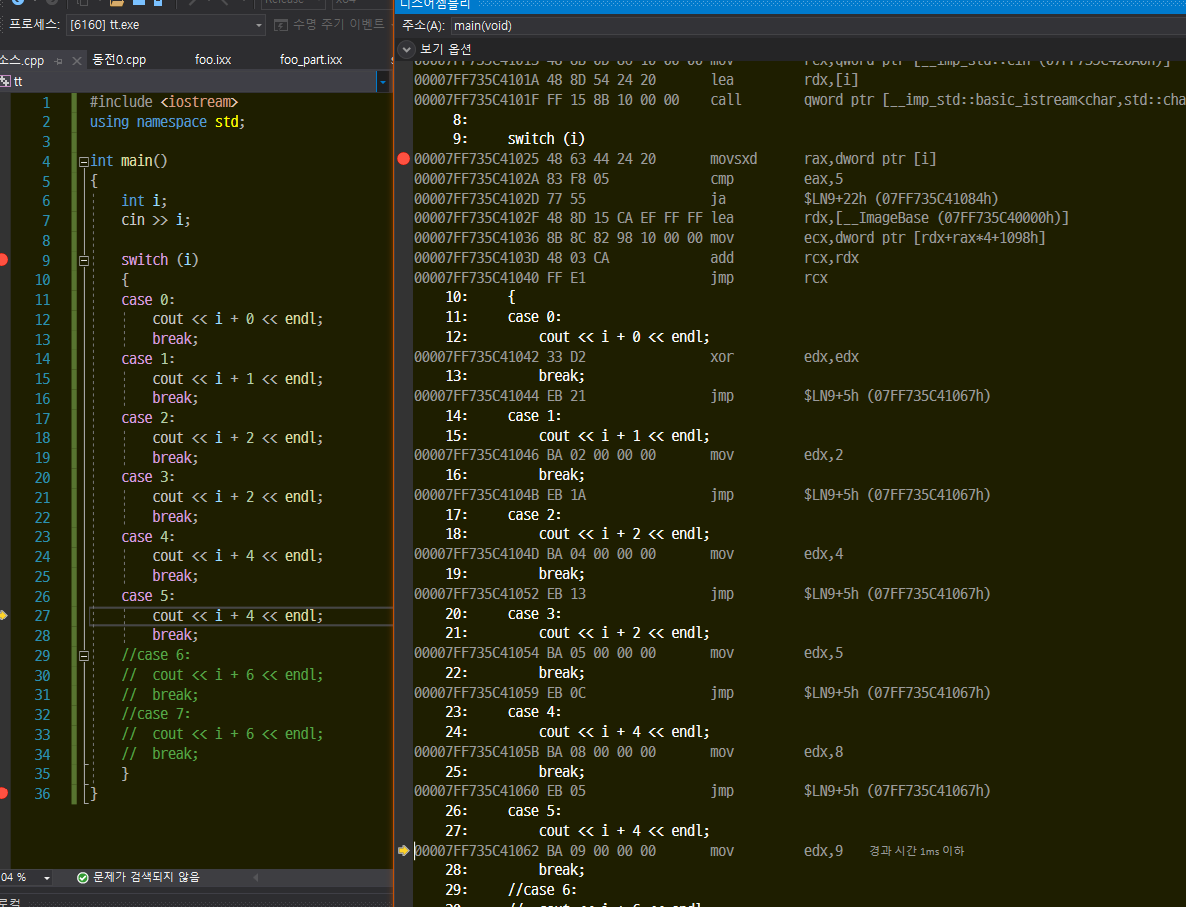 프로세스: [6160] tt.exe 수명 주기 이벤트
소스.cpp 동전0.cpp foo.ixx foo_part.ixx
tt
1 #include <iostream>
2 using namespace std;
3
4 int main()
5 {
6 int i;
7 cin >> i;
8
9 switch (i)
10 {
11 case 0:
12 cout << i + 0 << endl;
13 break;
14 case 1:
15 cout << i + 1 << endl;
16 break;
17 case 2:
18 cout << i + 2 << endl;
19 break;
20 case 3:
21 cout << i + 2 << endl;
22 break;
23 case 4:
24 cout << i + 4 << endl;
25 break;
26 case 5:
27 cout << i + 4 << endl;
28 break;
29 //case 6:
30 // cout << i + 6 << endl;
31 // break;
32 //case 7:
33 // cout << i + 6 << endl;
34 // break;
35 }
36 }
04 % 문제가 검색되지 않음
디스어셈블리
주소(A): main(void)
보기 옵션
00007FF735C4101A 48 8D 54 24 20 lea rdx,[i]
00007FF735C4101F FF 15 8B 10 00 00 call qword ptr [__imp_std::basic_istream<char,std::cha
8:
9: switch (i)
00007FF735C41025 48 63 44 24 20 movsxd rax,dword ptr [i]
00007FF735C4102A 83 F8 05 cmp eax,5
00007FF735C4102D 77 55 ja $LN9+22h (07FF735C41084h)
00007FF735C4102F 48 8D 15 CA EF FF FF lea rdx,[__ImageBase (07FF735C40000h)]
00007FF735C41036 8B 8C 82 98 10 00 00 mov ecx,dword ptr [rdx+rax*4+1098h]
00007FF735C4103D 48 03 CA add rcx,rdx
00007FF735C41040 FF E1 jmp rcx
10: {
11: case 0:
12: cout << i + 0 << endl;
00007FF735C41042 33 D2 xor edx,edx
13: break;
00007FF735C41044 EB 21 jmp $LN9+5h (07FF735C41067h)
14: case 1:
15: cout << i + 1 << endl;
00007FF735C41046 BA 02 00 00 00 mov edx,2
16: break;
00007FF735C4104B EB 1A jmp $LN9+5h (07FF735C41067h)
17: case 2:
18: cout << i + 2 << endl;
00007FF735C4104D BA 04 00 00 00 mov edx,4
19: break;
00007FF735C41052 EB 13 jmp $LN9+5h (07FF735C41067h)
20: case 3:
21: cout << i + 2 << endl;
00007FF735C41054 BA 05 00 00 00 mov edx,5
22: break;
00007FF735C41059 EB 0C jmp $LN9+5h (07FF735C41067h)
23: case 4:
24: cout << i + 4 << endl;
00007FF735C4105B BA 08 00 00 00 mov edx,8
25: break;
00007FF735C41060 EB 05 jmp $LN9+5h (07FF735C41067h)
26: case 5:
27: cout << i + 4 << endl;
00007FF735C41062 BA 09 00 00 00 mov edx,9 경과 시간 1ms 이하
28: break;
29: //case 6: